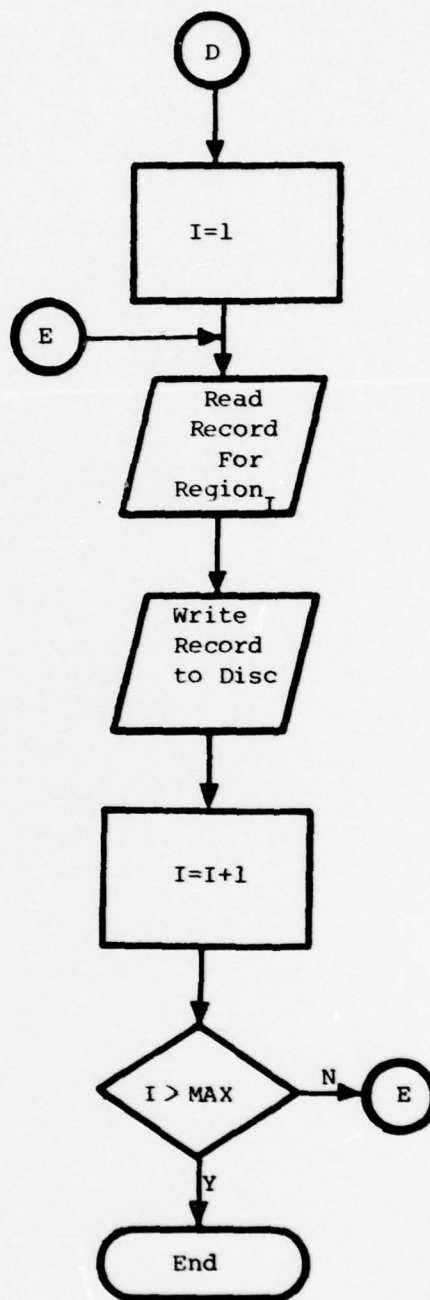 D
I=1
E
Read
Record
For
Region I
Write
Record
to Disc
I=I+1
I > MAX
N
E
Y
End